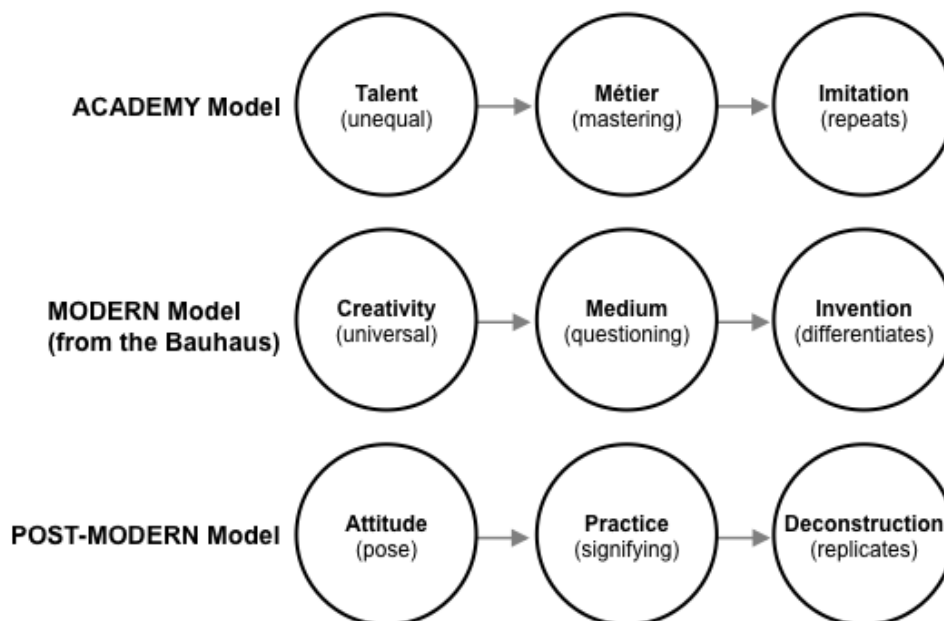 ACADEMY Model
Talent
(unequal)
Métier
(mastering)
Imitation
(repeats)
MODERN Model
(from the Bauhaus)
Creativity
(universal)
Medium
(questioning)
Invention
(differentiates)
POST-MODERN Model
Attitude
(pose)
Practice
(signifying)
Deconstruction
(replicates)